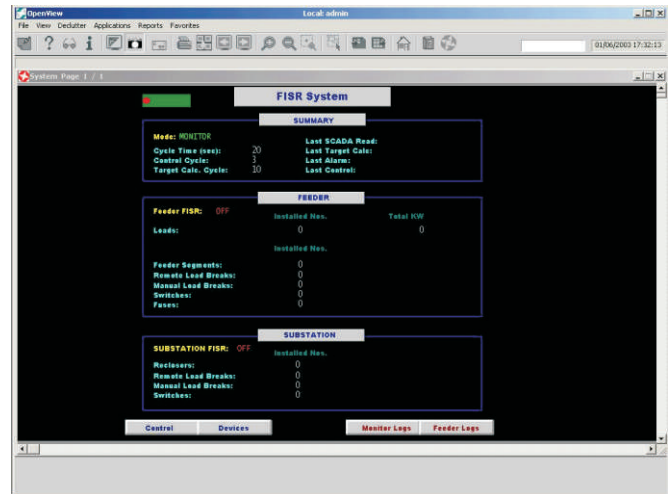 OpenView Local: admin
File View Declutter Applications Reports Favorites
01/06/2003 17:32:13
System Page 1 / 1
FISR System
SUMMARY
Mode: MONITOR
Cycle Time (sec): 20 Last SCADA Read:
Control Cycle: 3 Last Target Calc:
Target Calc. Cycle: 10 Last Alarm:
Last Control:
FEEDER
Feeder FISR: OFF Installed Nos. Total KW
Loads: 0 0
Installed Nos.
Feeder Segments: 0
Remote Load Breaks: 0
Manual Load Breaks: 0
Switches: 0
Fuses: 0
SUBSTATION
SUBSTATION FISR: OFF Installed Nos.
Reclosers: 0
Remote Load Breaks: 0
Manual Load Breaks: 0
Switches: 0
Control Devices Monitor Logs Feeder Logs